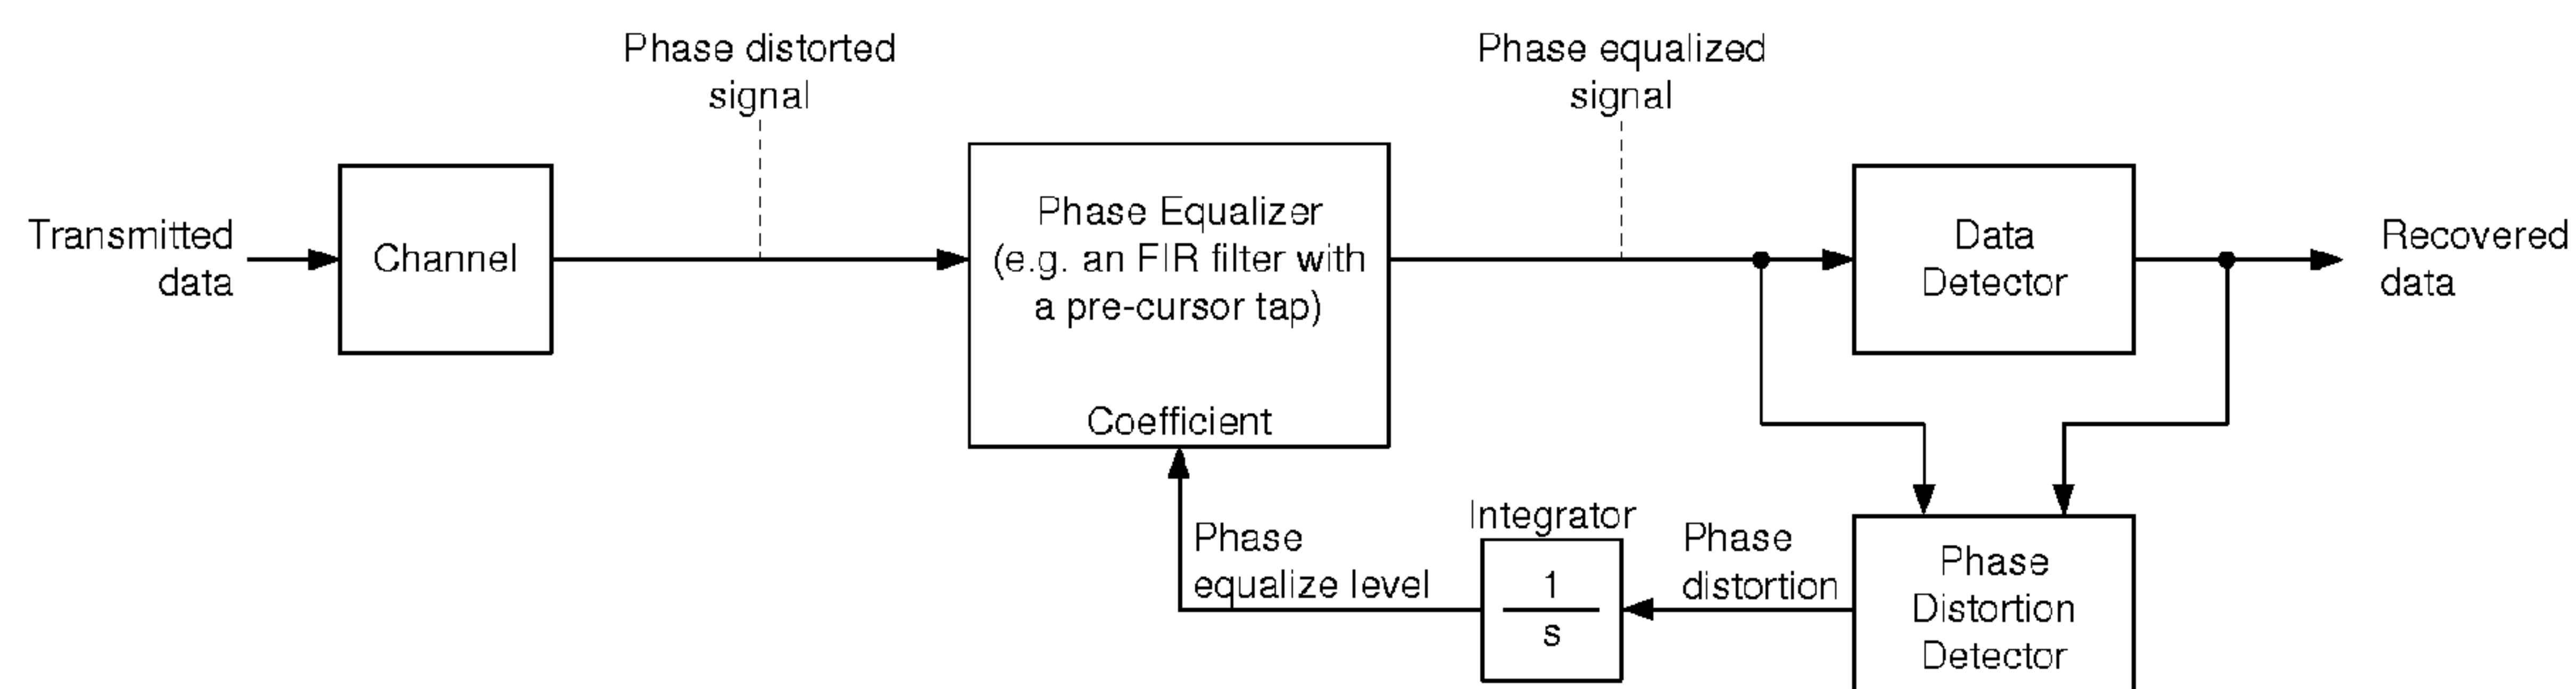 Phase distorted
signal
Phase equalized
signal
Transmitted
data
Channel
Phase Equalizer
(e.g. an FIR filter with
a pre-cursor tap)
Coefficient
Data
Detector
Recovered
data
Phase
equalize level
Integrator
1
s
Phase
distortion
Phase
Distortion
Detector